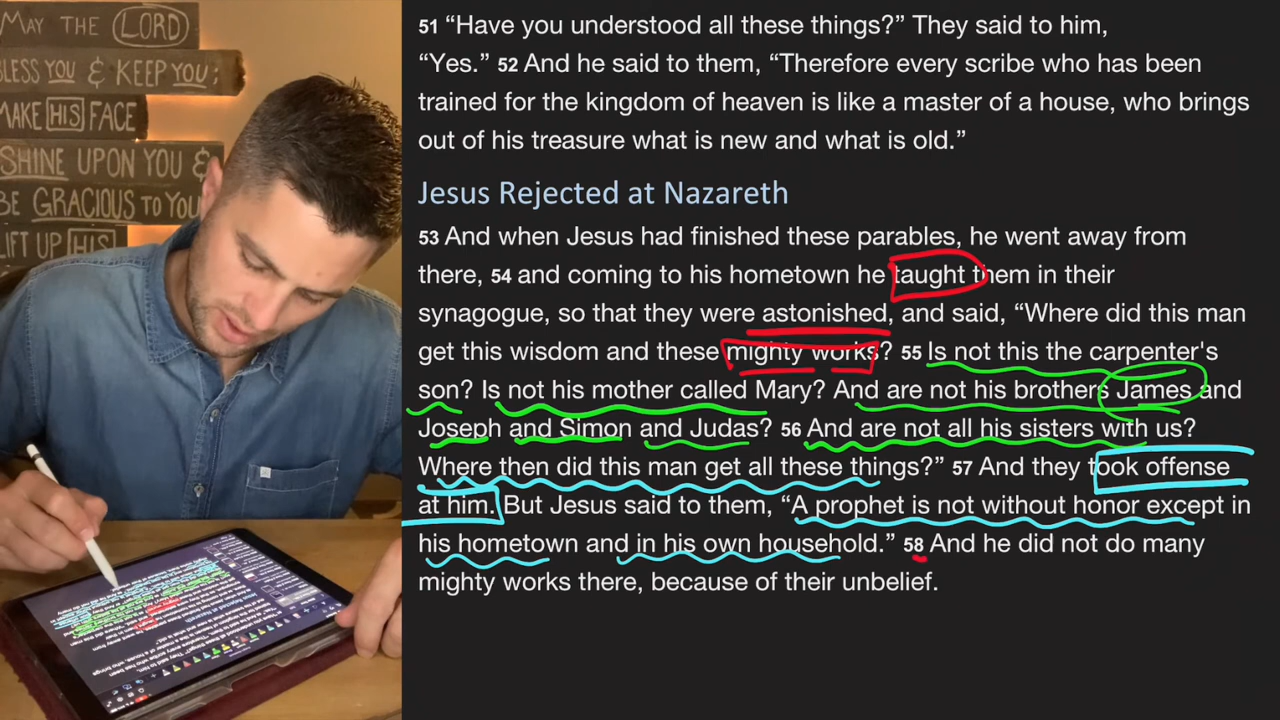 MAY THE LORD
BLESS YOU & KEEP YOU;
MAKE HIS FACE
SHINE UPON YOU &
BE GRACIOUS TO YOU
LIFT UP HIS
51 “Have you understood all these things?” They said to him,
“Yes.” 52 And he said to them, “Therefore every scribe who has been
trained for the kingdom of heaven is like a master of a house, who brings
out of his treasure what is new and what is old.”
Jesus Rejected at Nazareth
53 And when Jesus had finished these parables, he went away from
there, 54 and coming to his hometown he taught them in their
synagogue, so that they were astonished, and said, “Where did this man
get this wisdom and these mighty works? 55 Is not this the carpenter's
son? Is not his mother called Mary? And are not his brothers James and
Joseph and Simon and Judas? 56 And are not all his sisters with us?
Where then did this man get all these things?” 57 And they took offense
at him. But Jesus said to them, “A prophet is not without honor except in
his hometown and in his own household.” 58 And he did not do many
mighty works there, because of their unbelief.